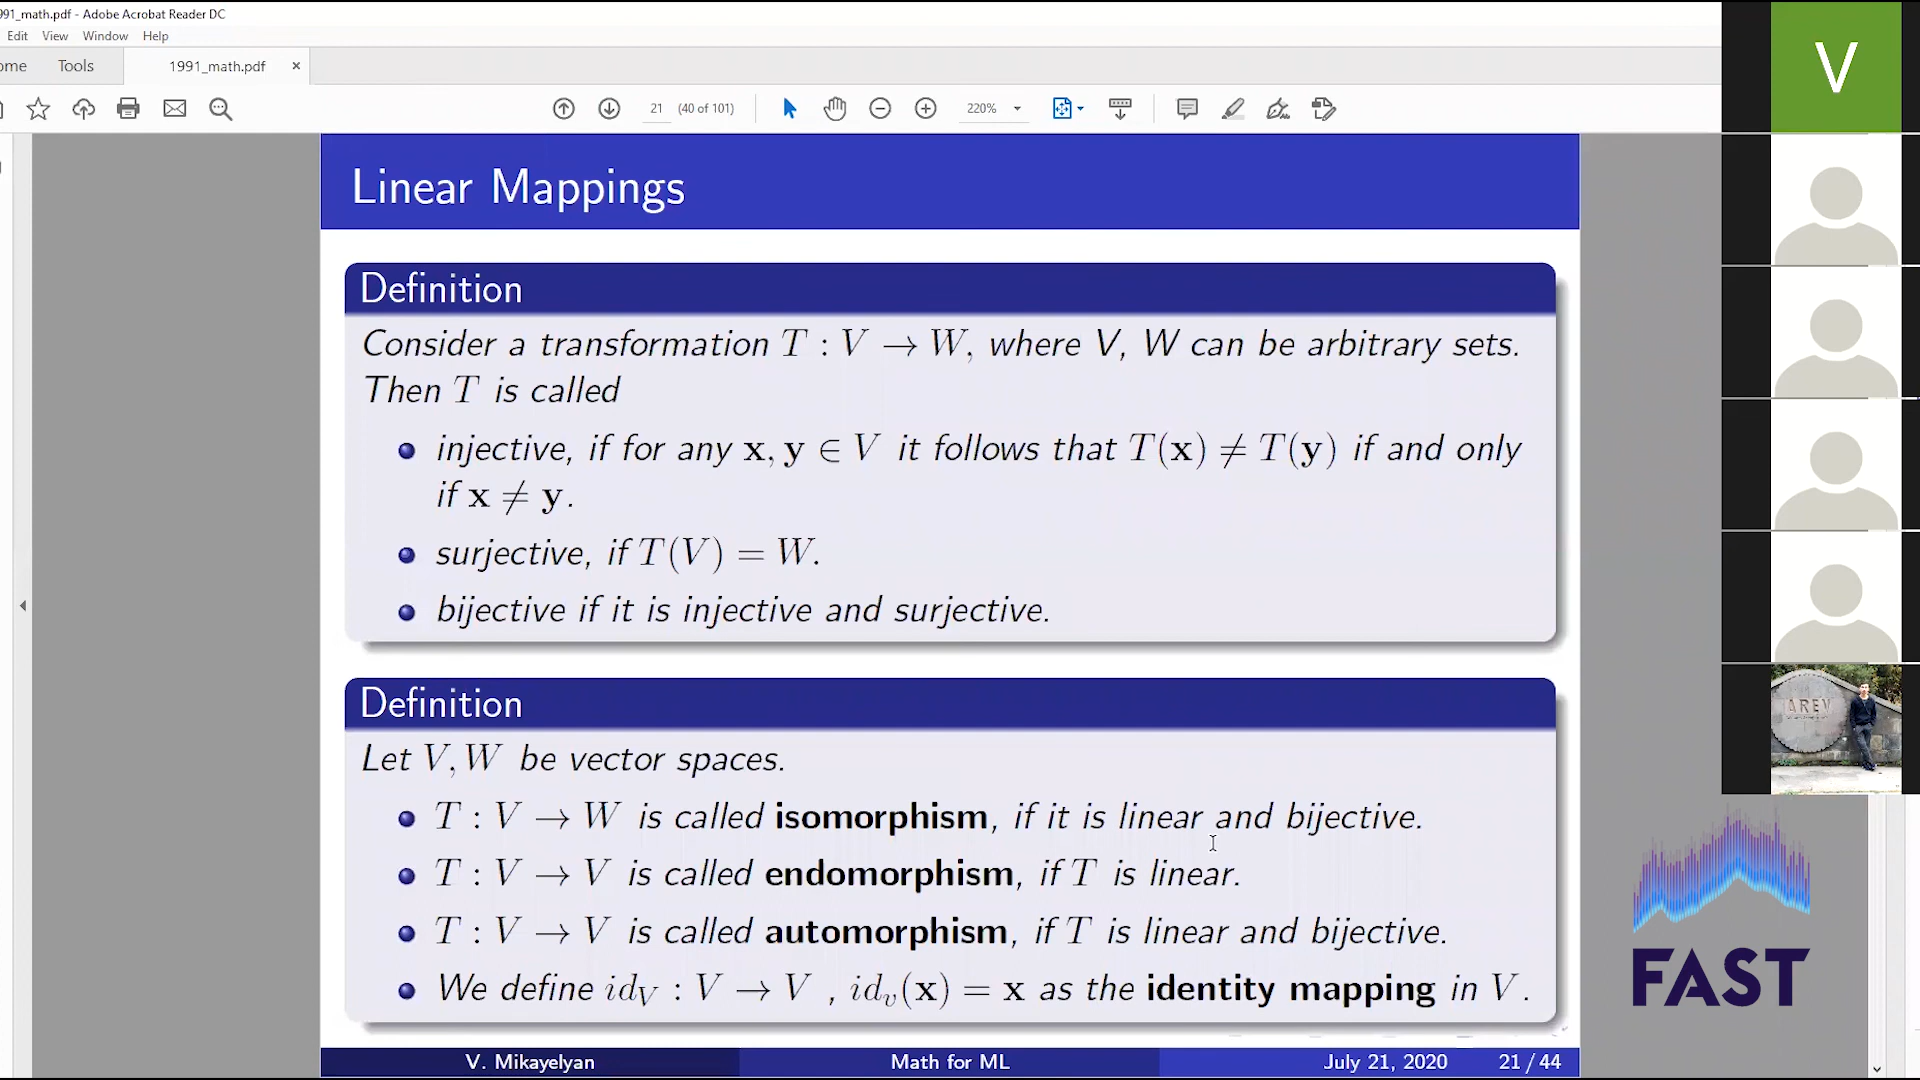 991_math.pdf - Adobe Acrobat Reader DC
Edit View Window Help
ome Tools 1991_math.pdf ×
21 (40 of 101) 220%
V
Linear Mappings
Definition
Consider a transformation T : V → W, where V, W can be arbitrary sets.
Then T is called
injective, if for any x, y ∈ V it follows that T(x) ≠ T(y) if and only
if x ≠ y.
surjective, if T(V) = W.
bijective if it is injective and surjective.
Definition
Let V, W be vector spaces.
T : V → W is called isomorphism, if it is linear and bijective.
T : V → V is called endomorphism, if T is linear.
T : V → V is called automorphism, if T is linear and bijective.
We define id_V : V → V , id_v(x) = x as the identity mapping in V.
V. Mikayelyan Math for ML July 21, 2020 21 / 44
AREV
FAST